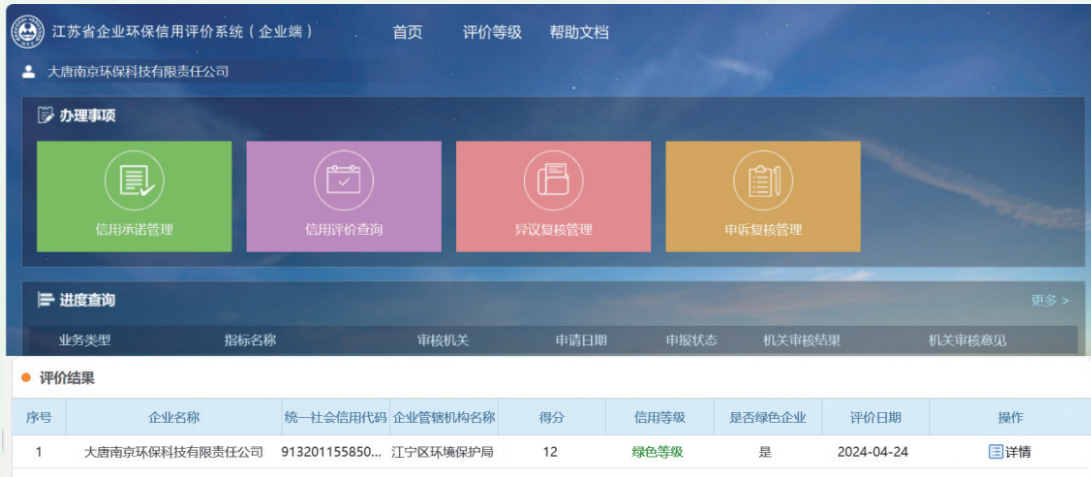 江苏省企业环保信用评价系统（企业端） 首页 评价等级 帮助文档
大唐南京环保科技有限责任公司
办理事项
信用承诺管理 信用评价查询 异议复核管理 申诉复核管理
进度查询 更多 >
业务类型 指标名称 审核机关 申请日期 申报状态 机关审核结果 机关审核意见
评价结果
序号 企业名称 统一社会信用代码 企业管辖机构名称 得分 信用等级 是否绿色企业 评价日期 操作
1 大唐南京环保科技有限责任公司 913201155850... 江宁区环境保护局 12 绿色等级 是 2024-04-24 详情